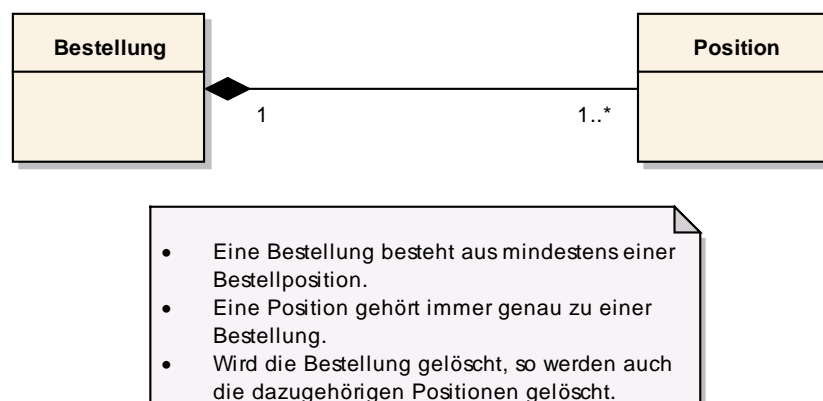 Bestellung
Position
1
1..*
• Eine Bestellung besteht aus mindestens einer
Bestellposition.
• Eine Position gehört immer genau zu einer
Bestellung.
• Wird die Bestellung gelöscht, so werden auch
die dazugehörigen Positionen gelöscht.